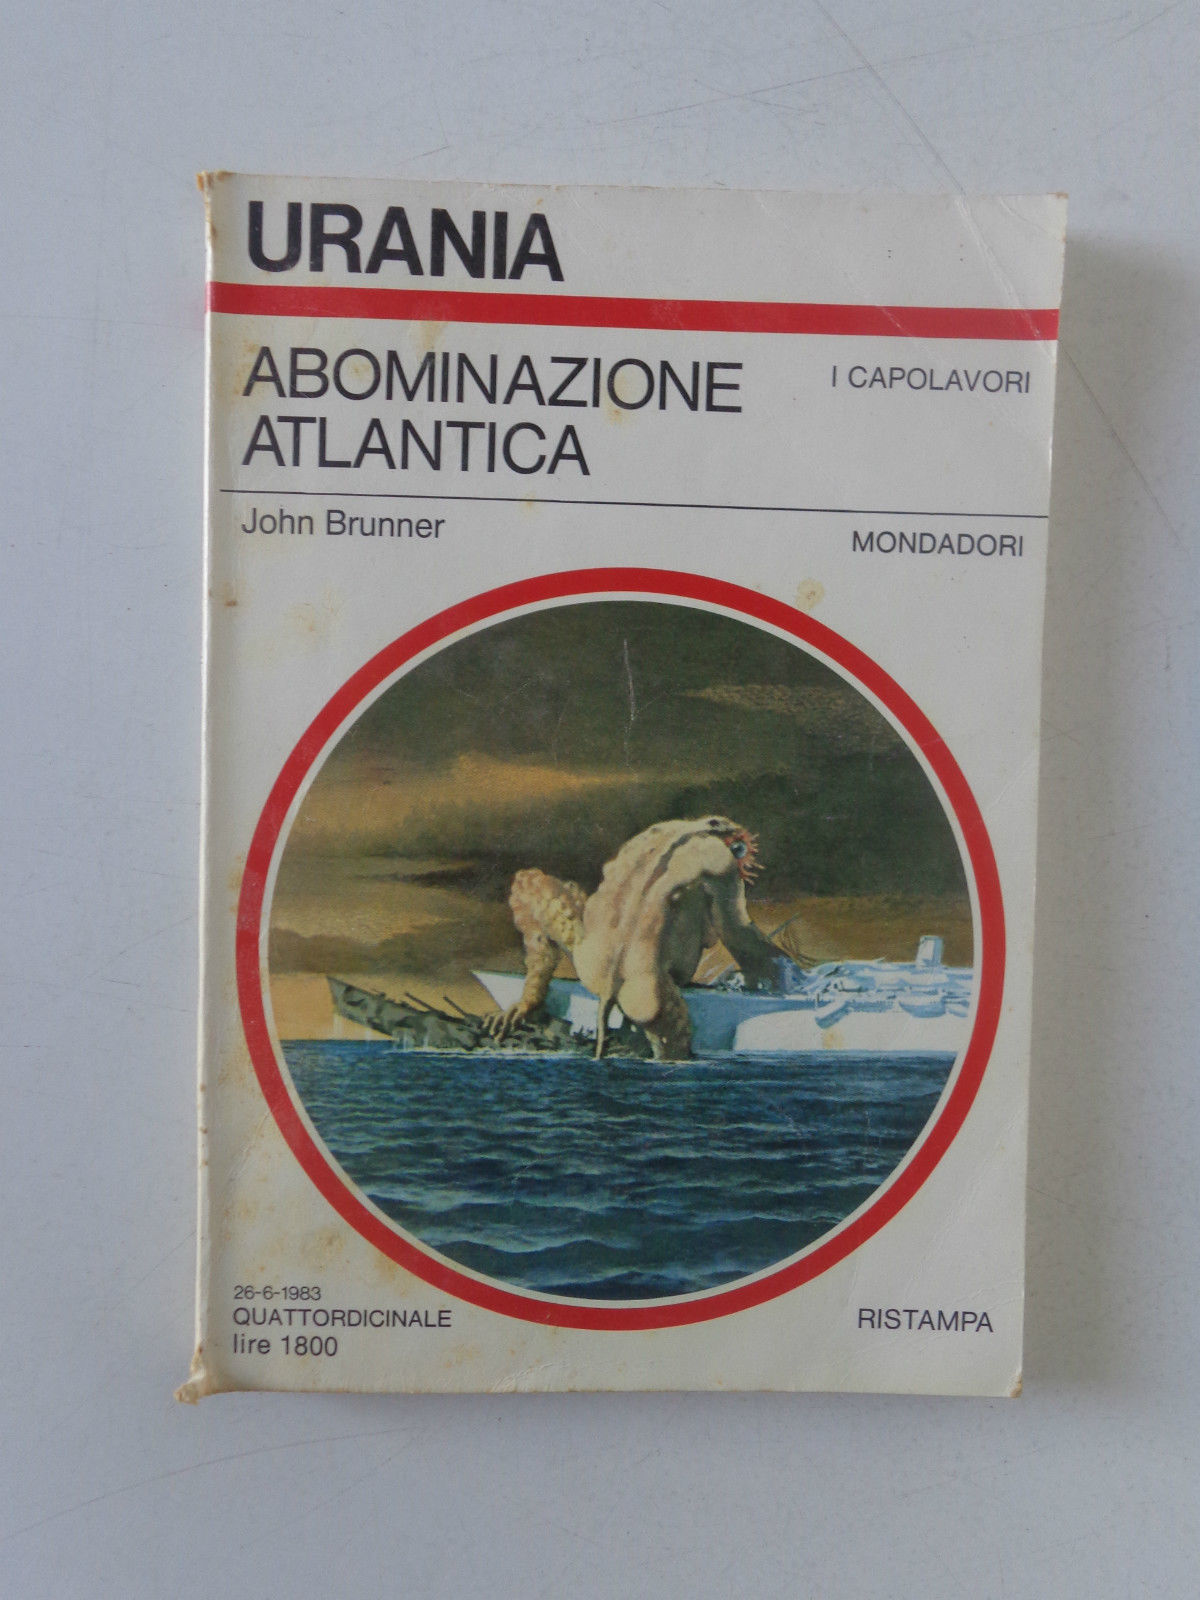 URANIA
ABOMINAZIONE
ATLANTICA
I CAPOLAVORI
John Brunner
MONDADORI
26-6-1983
QUATTORDICINALE
lire 1800
RISTAMPA